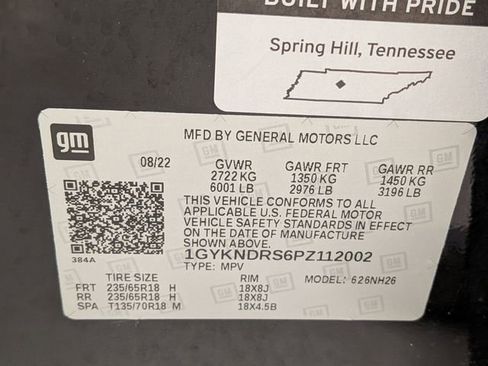 BUILT WITH PRIDE
Spring Hill, Tennessee
gm
MFD BY GENERAL MOTORS LLC
08/22 GVWR GAWR FRT GAWR RR
2722 KG 1350 KG 1450 KG
6001 LB 2976 LB 3196 LB
THIS VEHICLE CONFORMS TO ALL
APPLICABLE U.S. FEDERAL MOTOR
VEHICLE SAFETY STANDARDS IN EFFECT
ON THE DATE OF MANUFACTURE
SHOWN ABOVE.
384A
1GYKNDRS6PZ112002
TYPE: MPV MODEL: 626NH26
TIRE SIZE RIM
FRT 235/65R18 H 18X8J
RR 235/65R18 H 18X8J
SPA T135/70R18 M 18X4.5B